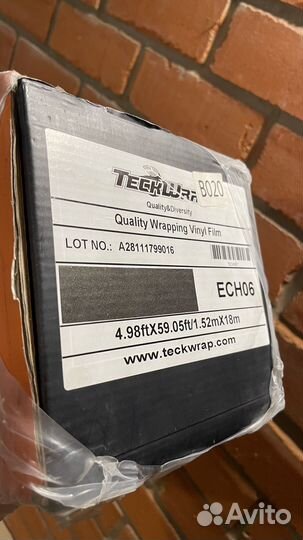 TECKWRAP
B020
Quality&Diversity
Quality Wrapping Vinyl Film
LOT NO.: A28111799016
ECH06
4.98ftX59.05ft/1.52mX18m
www.teckwrap.com
Avito